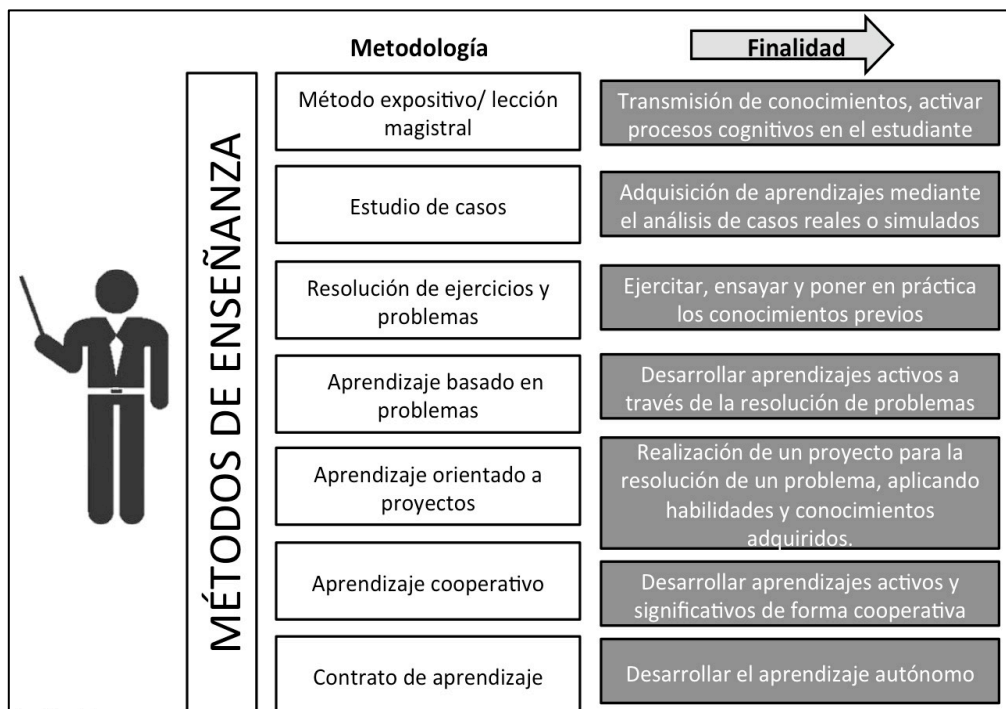 Metodología
Finalidad
MÉTODOS DE ENSEÑANZA
Método expositivo/ lección
magistral
Transmisión de conocimientos, activar
procesos cognitivos en el estudiante
Estudio de casos
Adquisición de aprendizajes mediante
el análisis de casos reales o simulados
Resolución de ejercicios y
problemas
Ejercitar, ensayar y poner en práctica
los conocimientos previos
Aprendizaje basado en
problemas
Desarrollar aprendizajes activos a
través de la resolución de problemas
Aprendizaje orientado a
proyectos
Realización de un proyecto para la
resolución de un problema, aplicando
habilidades y conocimientos
adquiridos.
Aprendizaje cooperativo
Desarrollar aprendizajes activos y
significativos de forma cooperativa
Contrato de aprendizaje
Desarrollar el aprendizaje autónomo